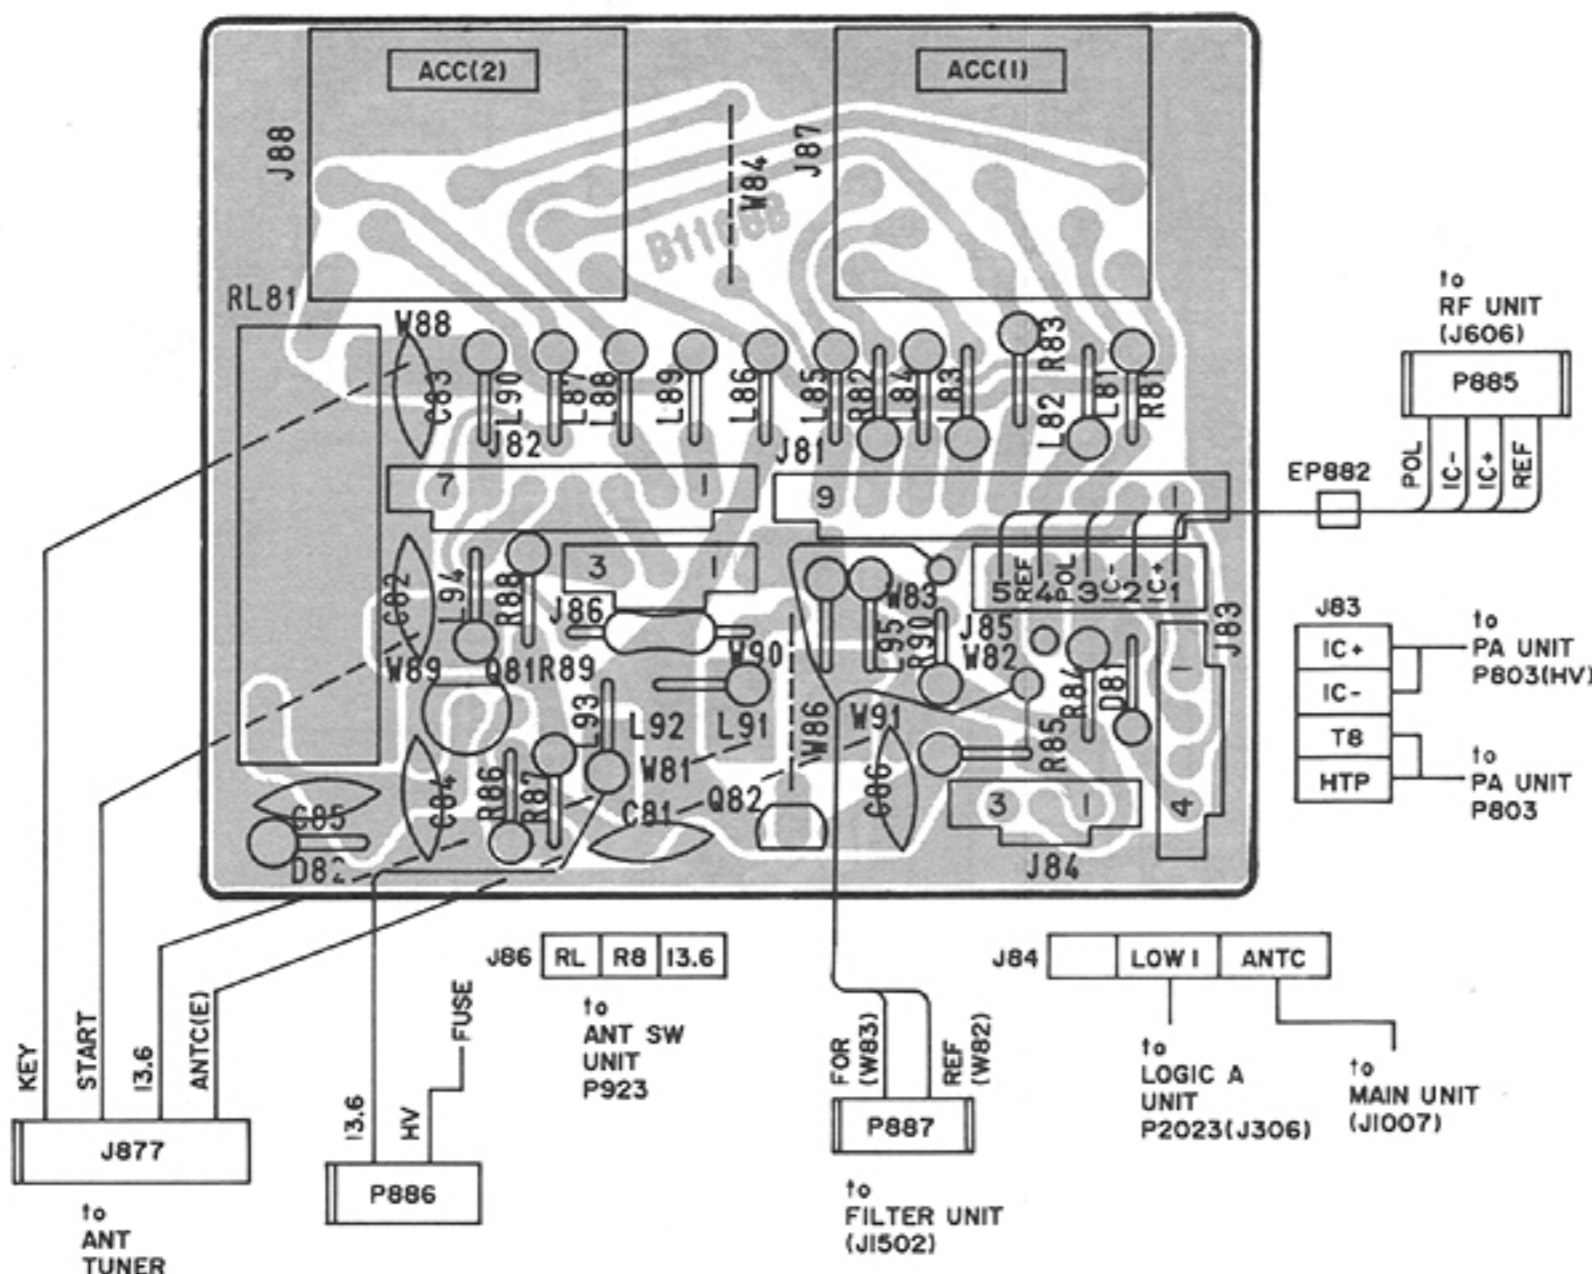 ACC(2)
ACC(1)
J88
J87
W84
B1106B
RL81
W88
C83
L90
L87
L88
L89
L86
L85
R82
L84
L83
R83
L82
L81
R81
J82
J81
7
1
9
1
to
RF UNIT
(J606)
P885
POL
IC-
IC+
REF
EP882
C82
L94
R88
3
1
J86
W83
5
REF
4
POL
3
IC-
2
IC+
1
L95
R90
J85
J83
W89
Q81
R89
W90
W82
R84
D81
1
L93
L92
L91
W86
W91
R85
W81
C84
R86
R87
C81
Q82
C86
3
1
4
C85
D82
J84
J83
IC+
IC-
T8
HTP
to
PA UNIT
P803(HV)
to
PA UNIT
P803
J86
RL
R8
13.6
to
ANT SW
UNIT
P923
J84
LOW1
ANTC
to
LOGIC A
UNIT
P2023(J306)
to
MAIN UNIT
(J1007)
KEY
START
13.6
ANTC(E)
J877
to
ANT
TUNER
13.6
HV
FUSE
P886
FOR
(W83)
REF
(W82)
P887
to
FILTER UNIT
(J1502)